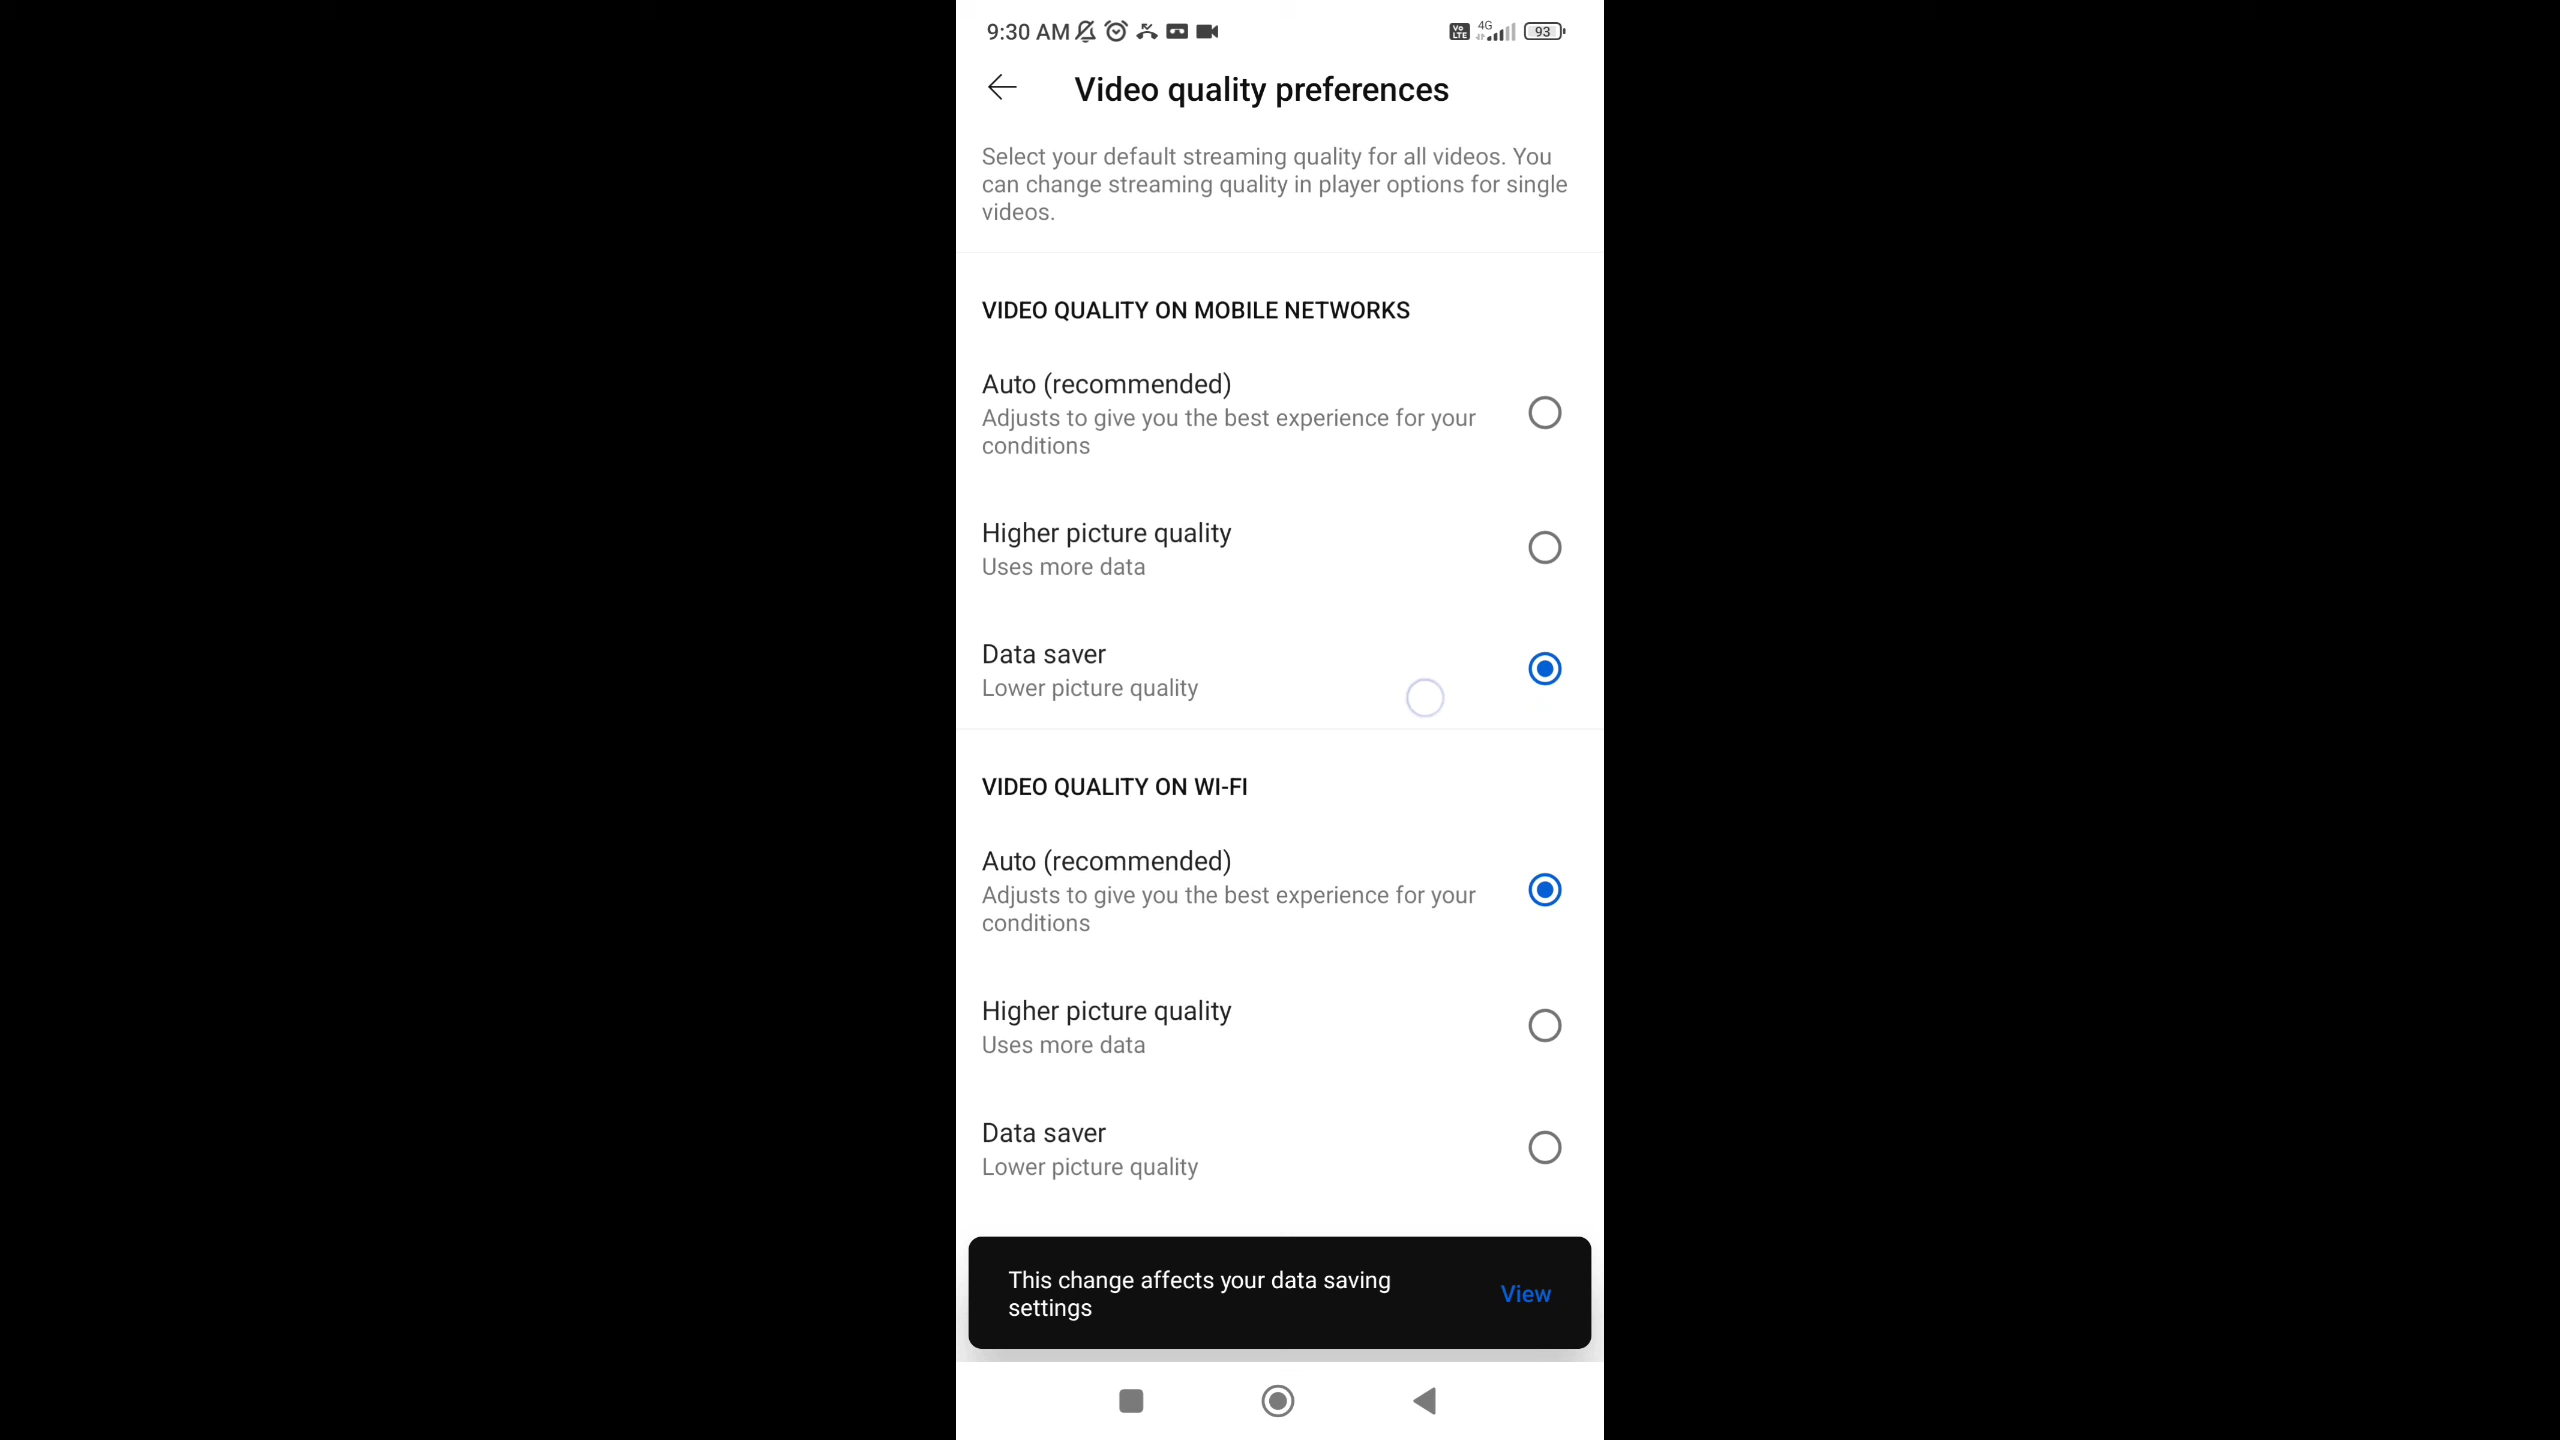 9:30 AM
Vo LTE 4G 93
Video quality preferences
Select your default streaming quality for all videos. You
can change streaming quality in player options for single
videos.
VIDEO QUALITY ON MOBILE NETWORKS
Auto (recommended)
Adjusts to give you the best experience for your
conditions
Higher picture quality
Uses more data
Data saver
Lower picture quality
VIDEO QUALITY ON WI-FI
Auto (recommended)
Adjusts to give you the best experience for your
conditions
Higher picture quality
Uses more data
Data saver
Lower picture quality
This change affects your data saving
settings
View